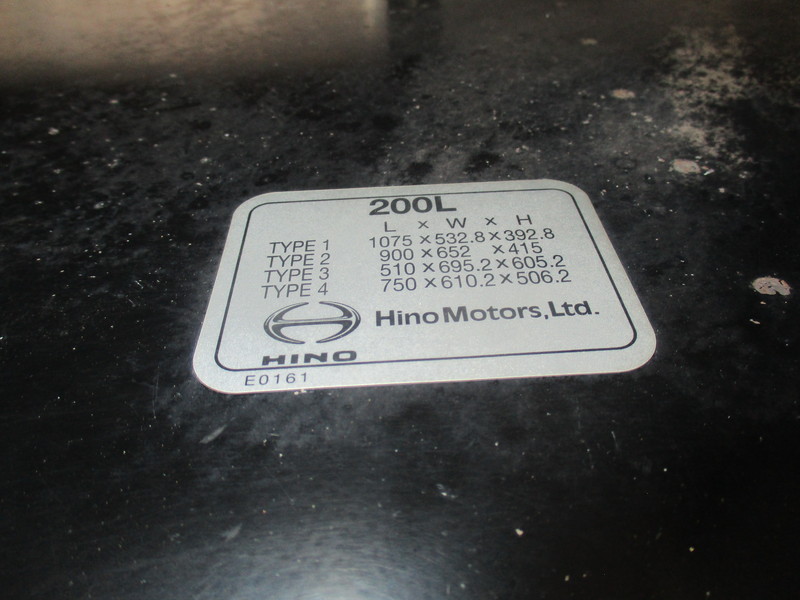 200L
L × W × H
TYPE 1 1075×532.8×392.8
TYPE 2 900×652 ×415
TYPE 3 510×695.2×605.2
TYPE 4 750×610.2×506.2
Hino Motors, Ltd.
HINO
E0161